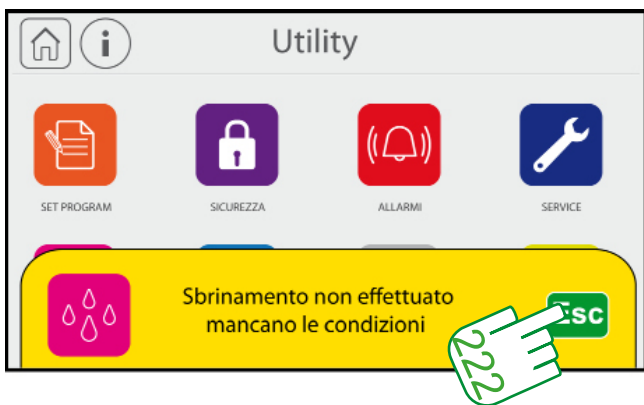 i
Utility
SET PROGRAM
SICUREZZA
ALLARMI
SERVICE
Sbrinamento non effettuato
mancano le condizioni
Esc
222